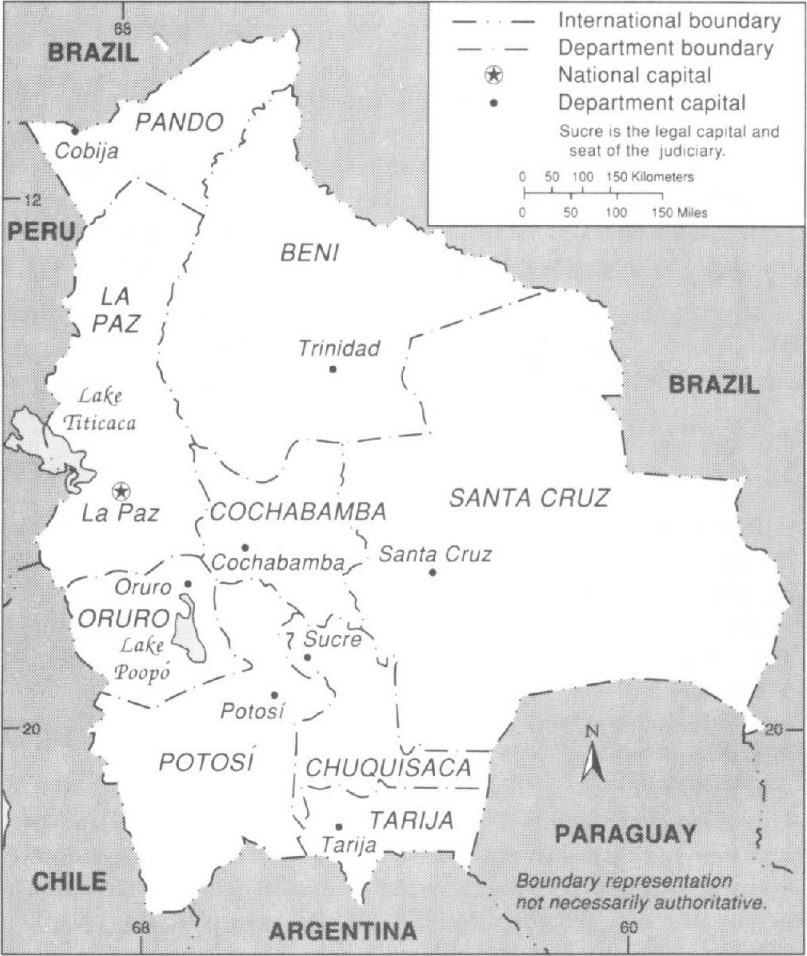 68
BRAZIL
International boundary
Department boundary
National capital
Department capital
Sucre is the legal capital and
seat of the judiciary.
0 50 100 150 Kilometers
0 50 100 150 Miles
PANDO
Cobija
12
PERU
BENI
LA
PAZ
Trinidad
BRAZIL
Lake
Titicaca
La Paz
COCHABAMBA
SANTA CRUZ
Cochabamba
Santa Cruz
Oruro
ORURO
Lake
Poopó
Sucre
Potosí
20
20
N
POTOSÍ
CHUQUISACA
TARIJA
Tarija
PARAGUAY
CHILE
Boundary representation
not necessarily authoritative.
ARGENTINA
68
60